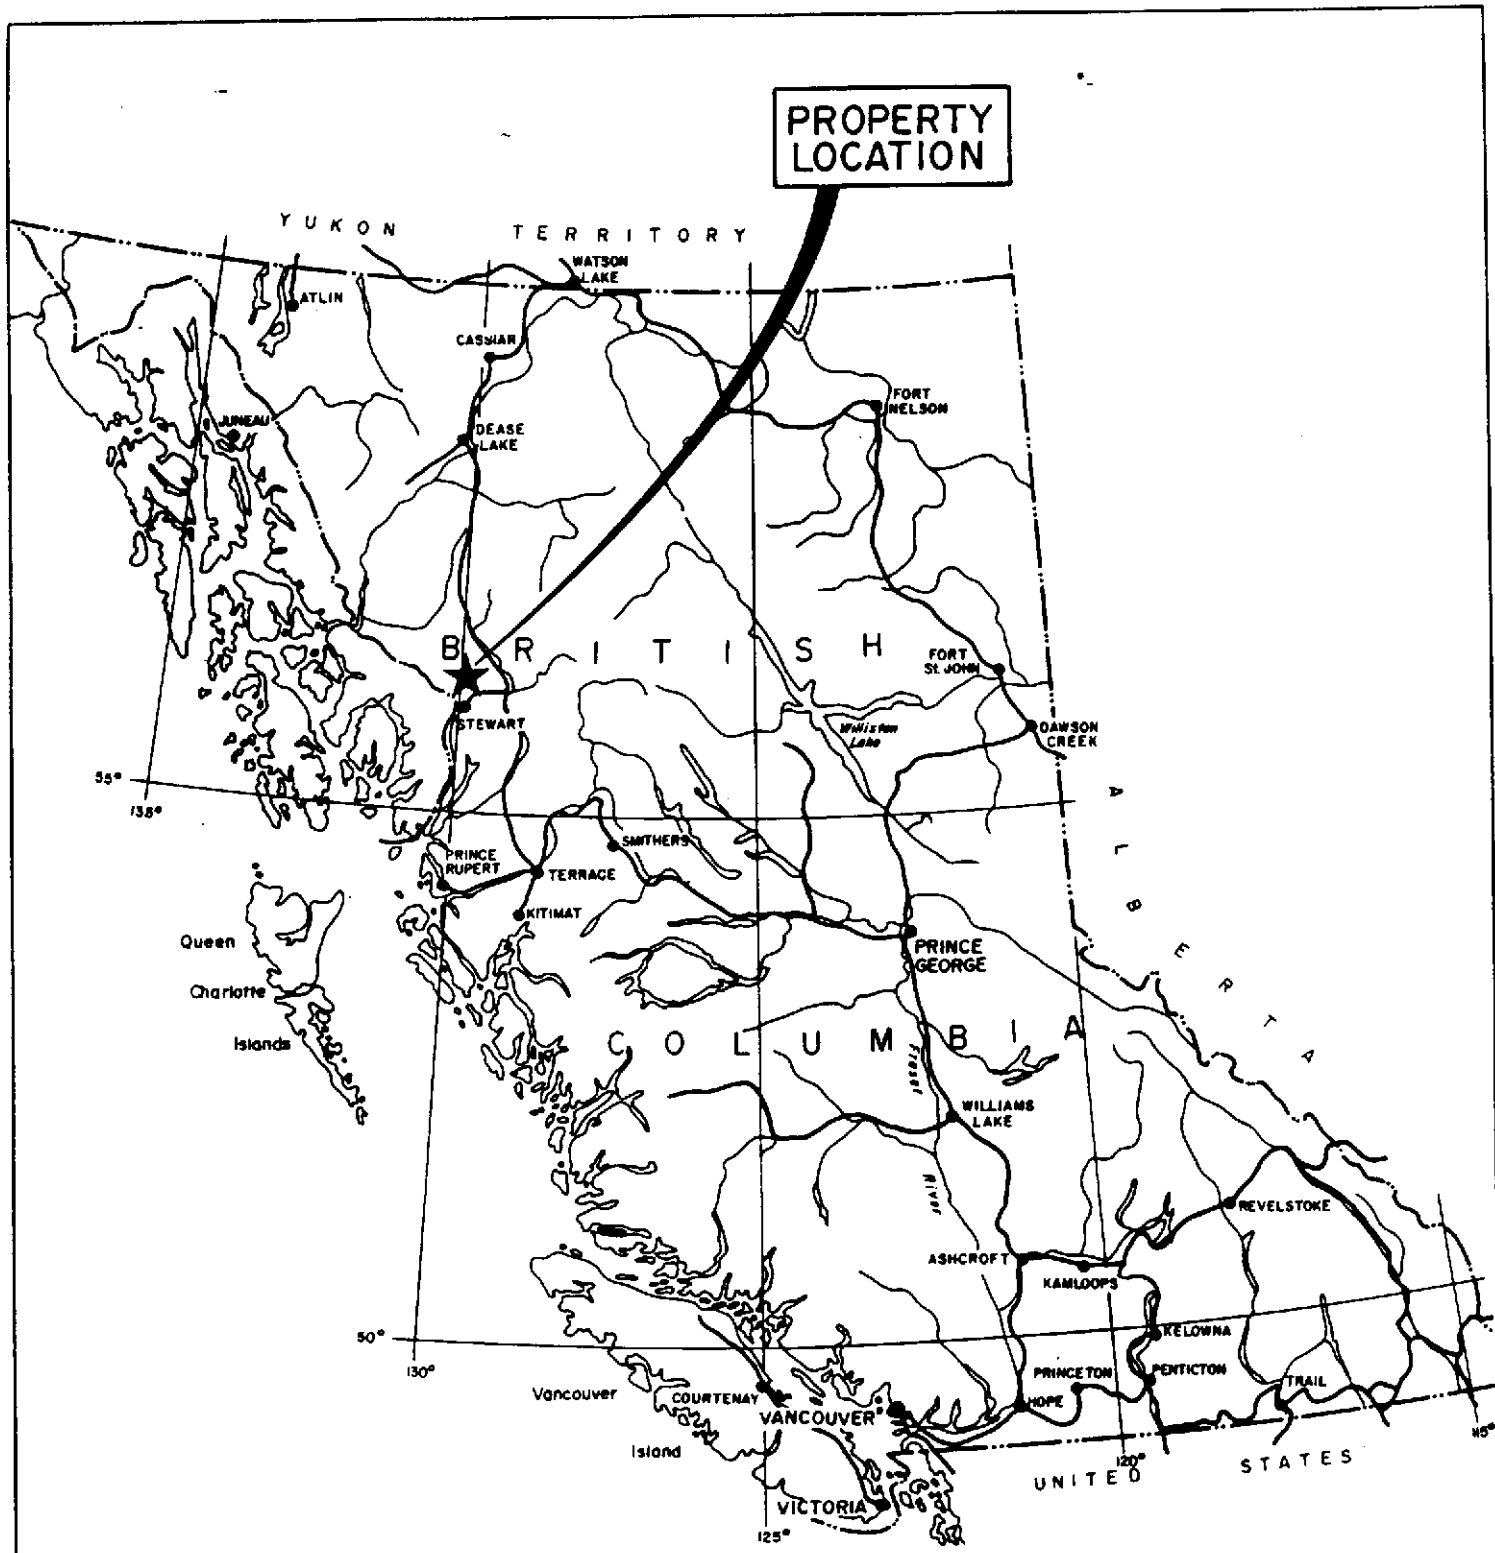 PROPERTY
LOCATION
YUKON TERRITORY
WATSON
LAKE
ATLIN
CASSIAR
JUNEAU
DEASE
LAKE
FORT
NELSON
BRITISH
FORT
St. JOHN
STEWART
Williston
Lake
DAWSON
CREEK
55°
135°
ALBERTA
PRINCE
RUPERT
SMITHERS
TERRACE
KITIMAT
Queen
Charlotte
Islands
PRINCE
GEORGE
COLUMBIA
Fraser
River
WILLIAMS
LAKE
REVELSTOKE
ASHCROFT
KAMLOOPS
50°
130°
KELOWNA
PRINCETON
PENTICTON
TRAIL
HOPE
Vancouver
Island
COURTENAY
VANCOUVER
VICTORIA
125°
120°
115°
UNITED STATES